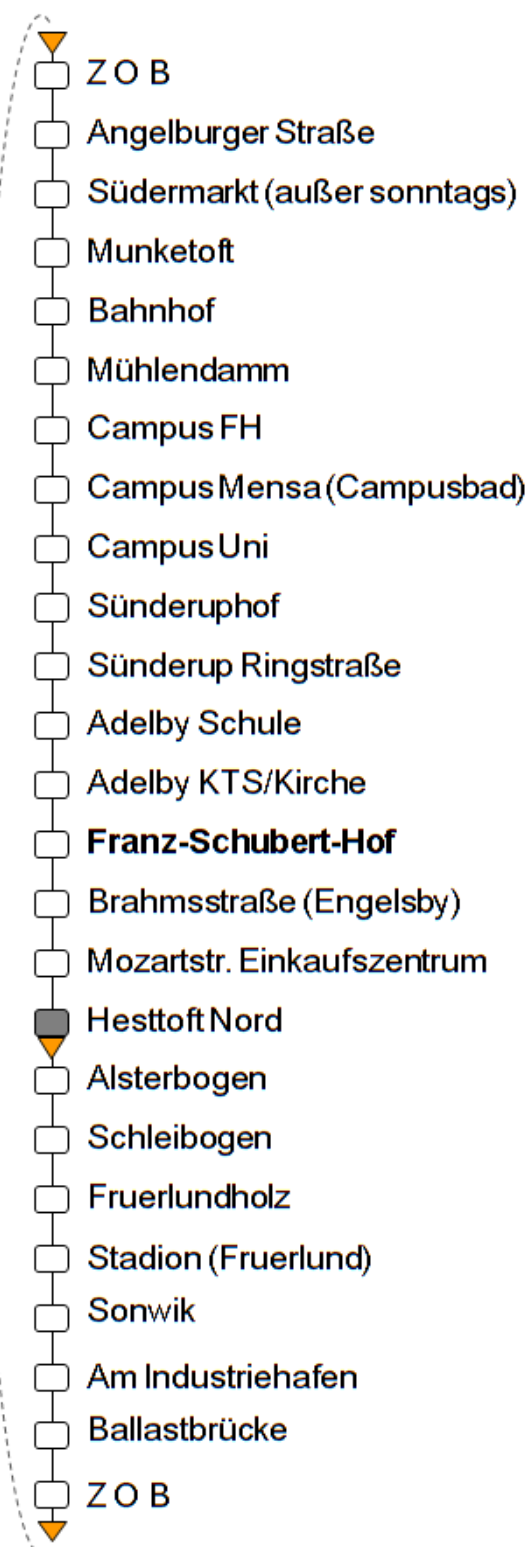 Z O B
Angelburger Straße
Südermarkt (außer sonntags)
Munketoft
Bahnhof
Mühlendamm
Campus FH
Campus Mensa (Campusbad)
Campus Uni
Sünderuphof
Sünderup Ringstraße
Adelby Schule
Adelby KTS/Kirche
Franz-Schubert-Hof
Brahmsstraße (Engelsby)
Mozartstr. Einkaufszentrum
Hesttoft Nord
Alsterbogen
Schleibogen
Fruerlundholz
Stadion (Fruerlund)
Sonwik
Am Industriehafen
Ballastbrücke
Z O B